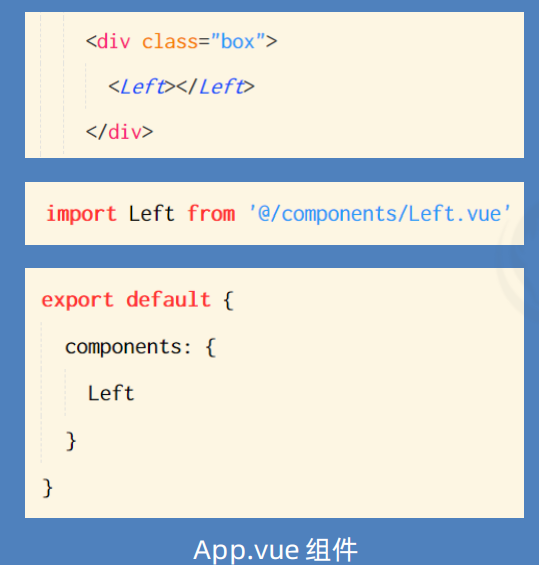 <div class="box">
<Left></Left>
</div>
import Left from '@/components/Left.vue'
export default {
components: {
Left
}
}
App.vue 组件